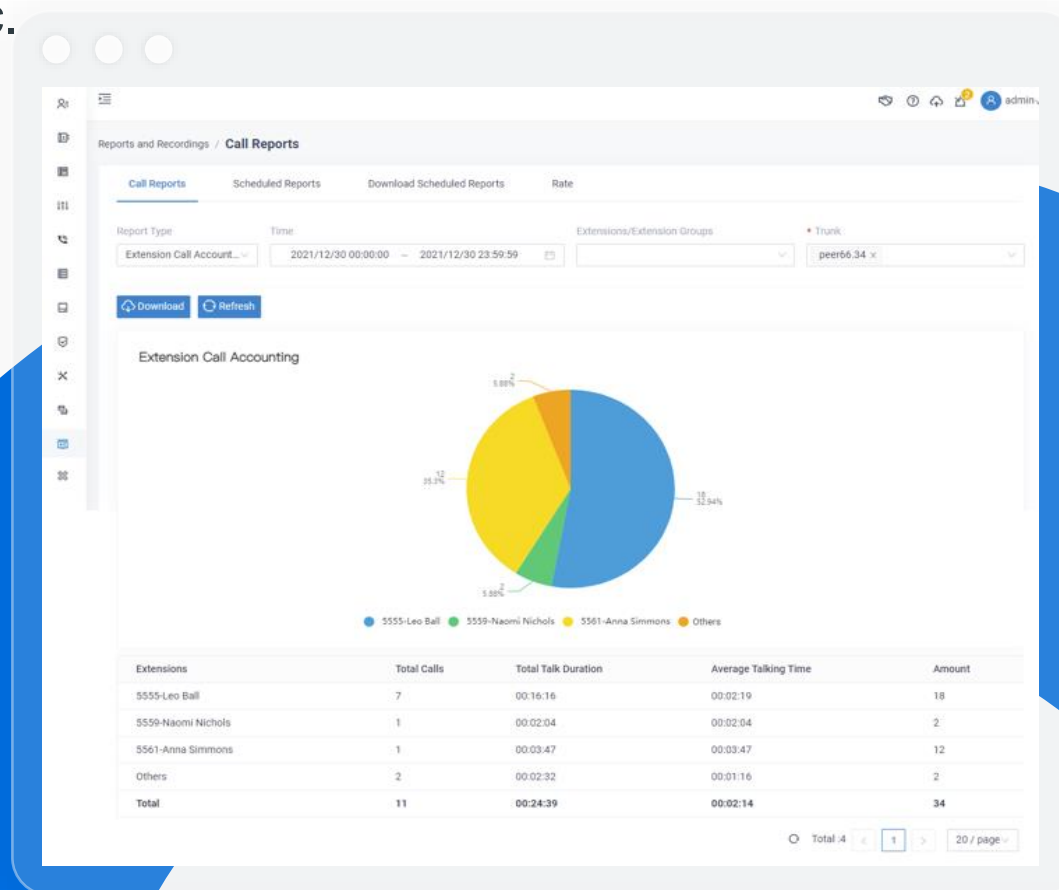 2
admin
Reports and Recordings / Call Reports
Call Reports Scheduled Reports Download Scheduled Reports Rate
Report Type Time Extensions/Extension Groups * Trunk
Extension Call Account... 2021/12/30 00:00:00 ~ 2021/12/30 23:59:59 peer66.34 ×
Download Refresh
Extension Call Accounting
2
5.88%
12
35.3%
18
52.94%
2
5.88%
5555-Leo Ball 5559-Naomi Nichols 5561-Anna Simmons Others
Extensions Total Calls Total Talk Duration Average Talking Time Amount
5555-Leo Ball 7 00:16:16 00:02:19 18
5559-Naomi Nichols 1 00:02:04 00:02:04 2
5561-Anna Simmons 1 00:03:47 00:03:47 12
Others 2 00:02:32 00:01:16 2
Total 11 00:24:39 00:02:14 34
Total :4 < 1 > 20 / page